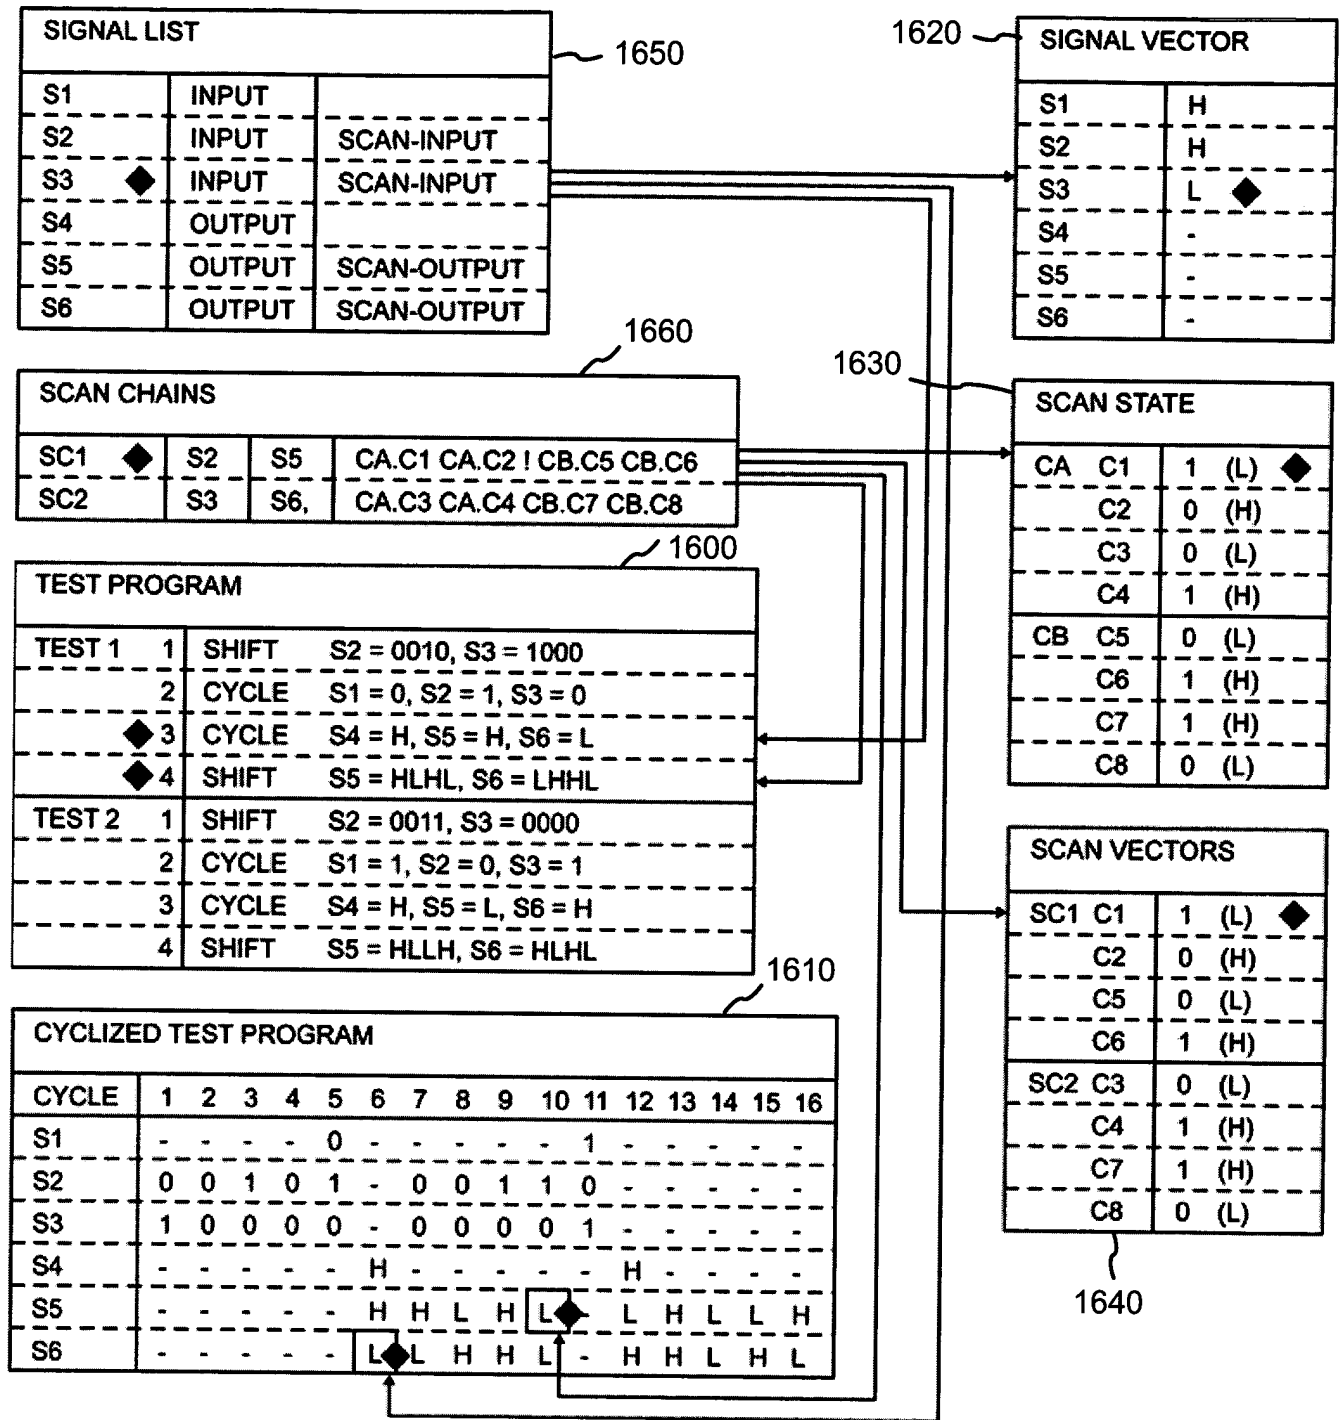 SIGNAL LIST
1650
S1 INPUT
S2 INPUT SCAN-INPUT
S3 INPUT SCAN-INPUT
S4 OUTPUT
S5 OUTPUT SCAN-OUTPUT
S6 OUTPUT SCAN-OUTPUT
1620
SIGNAL VECTOR
S1 H
S2 H
S3 L
S4 -
S5 -
S6 -
1660
SCAN CHAINS
SC1 S2 S5 CA.C1 CA.C2 ! CB.C5 CB.C6
SC2 S3 S6, CA.C3 CA.C4 CB.C7 CB.C8
1630
SCAN STATE
CA C1 1 (L)
C2 0 (H)
C3 0 (L)
C4 1 (H)
CB C5 0 (L)
C6 1 (H)
C7 1 (H)
C8 0 (L)
1600
TEST PROGRAM
TEST 1 1 SHIFT S2 = 0010, S3 = 1000
2 CYCLE S1 = 0, S2 = 1, S3 = 0
3 CYCLE S4 = H, S5 = H, S6 = L
4 SHIFT S5 = HLHL, S6 = LHHL
TEST 2 1 SHIFT S2 = 0011, S3 = 0000
2 CYCLE S1 = 1, S2 = 0, S3 = 1
3 CYCLE S4 = H, S5 = L, S6 = H
4 SHIFT S5 = HLLH, S6 = HLHL
SCAN VECTORS
SC1 C1 1 (L)
C2 0 (H)
C5 0 (L)
C6 1 (H)
SC2 C3 0 (L)
C4 1 (H)
C7 1 (H)
C8 0 (L)
1640
1610
CYCLIZED TEST PROGRAM
CYCLE 1 2 3 4 5 6 7 8 9 10 11 12 13 14 15 16
S1 - - - - 0 - - - - - 1 - - - - -
S2 0 0 1 0 1 - 0 0 1 1 0 - - - - -
S3 1 0 0 0 0 - 0 0 0 0 1 - - - - -
S4 - - - - - H - - - - - H - - - -
S5 - - - - - H H L H L - L H L L H
S6 - - - - - L L H H L - H H L H L